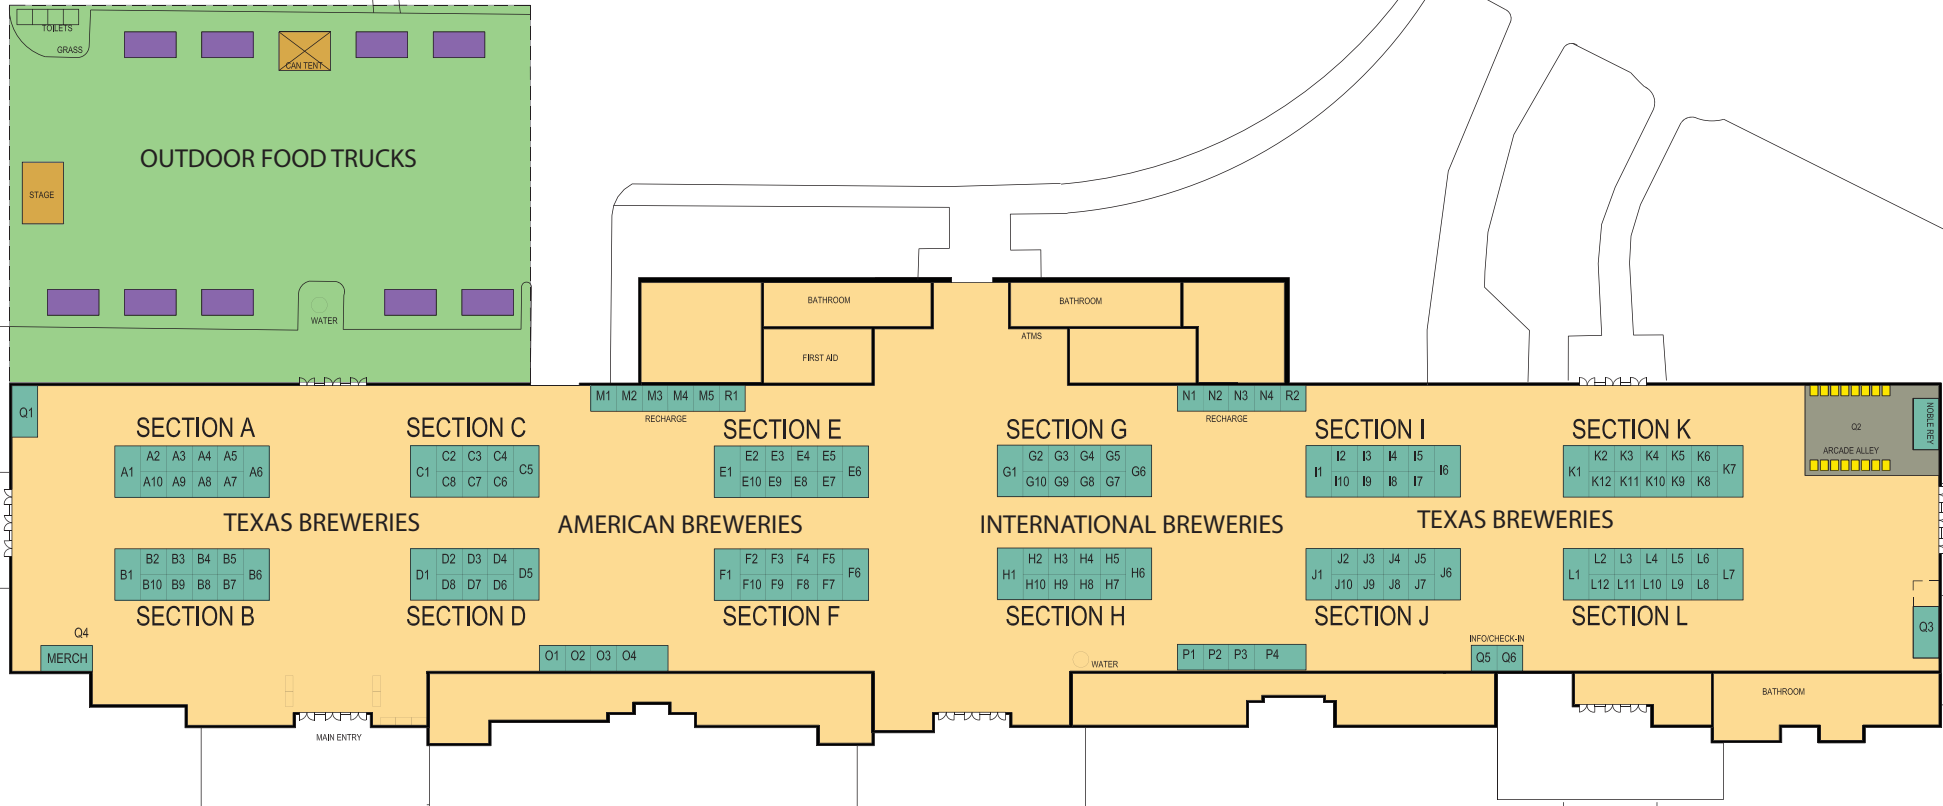 TOILETS
GRASS
CAN TENT
OUTDOOR FOOD TRUCKS
STAGE
WATER
BATHROOM
BATHROOM
ATMS
FIRST AID
Q1
M1 M2 M3 M4 M5 R1
RECHARGE
N1 N2 N3 N4 R2
RECHARGE
NOBLE REY
Q2
ARCADE ALLEY
SECTION A
A1 A2 A3 A4 A5 A6
A10 A9 A8 A7
SECTION C
C1 C2 C3 C4 C5
C8 C7 C6
SECTION E
E1 E2 E3 E4 E5 E6
E10 E9 E8 E7
SECTION G
G1 G2 G3 G4 G5 G6
G10 G9 G8 G7
SECTION I
I1 I2 I3 I4 I5 I6
I10 I9 I8 I7
SECTION K
K1 K2 K3 K4 K5 K6 K7
K12 K11 K10 K9 K8
TEXAS BREWERIES
AMERICAN BREWERIES
INTERNATIONAL BREWERIES
TEXAS BREWERIES
B1 B2 B3 B4 B5 B6
B10 B9 B8 B7
SECTION B
D1 D2 D3 D4 D5
D8 D7 D6
SECTION D
F1 F2 F3 F4 F5 F6
F10 F9 F8 F7
SECTION F
H1 H2 H3 H4 H5 H6
H10 H9 H8 H7
SECTION H
J1 J2 J3 J4 J5 J6
J10 J9 J8 J7
SECTION J
L1 L2 L3 L4 L5 L6 L7
L12 L11 L10 L9 L8
SECTION L
Q4
MERCH
O1 O2 O3 O4
WATER
P1 P2 P3 P4
INFO/CHECK-IN
Q5 Q6
Q3
BATHROOM
MAIN ENTRY